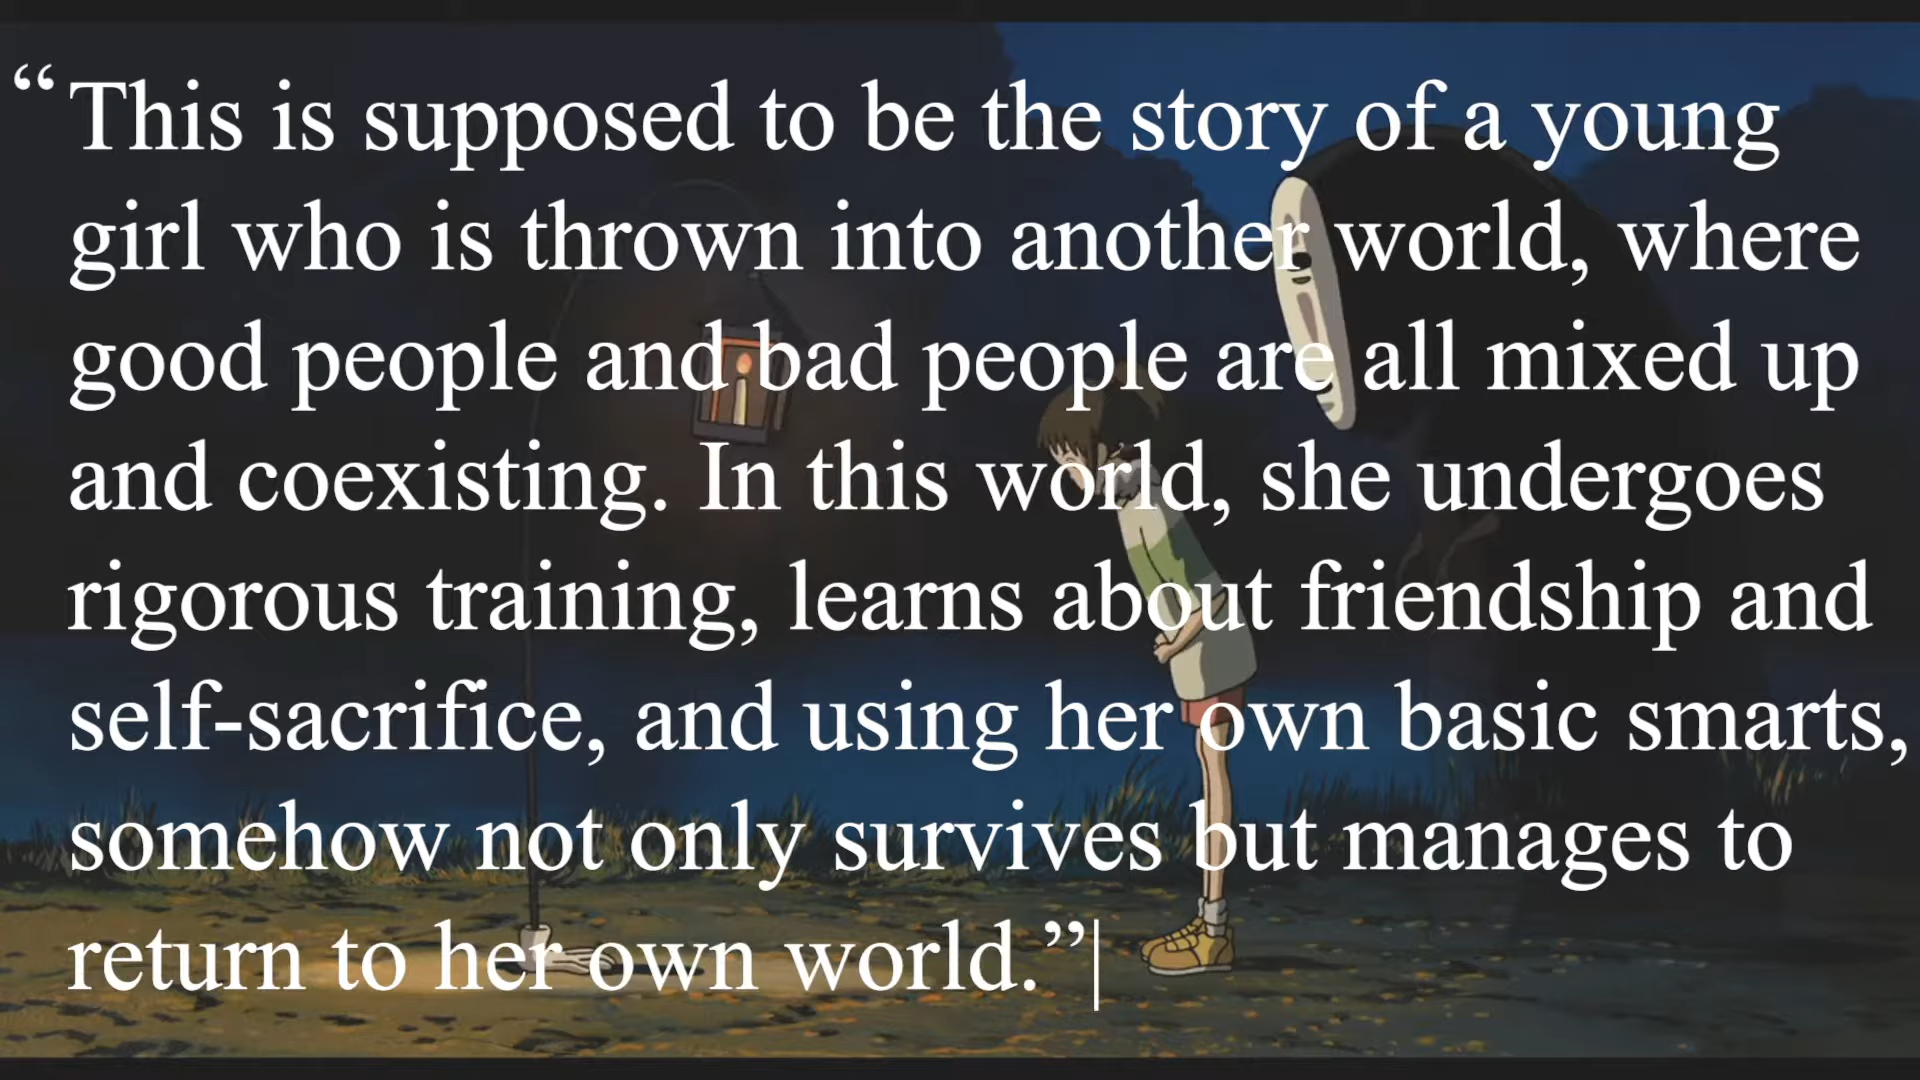 “This is supposed to be the story of a young
girl who is thrown into another world, where
good people and bad people are all mixed up
and coexisting. In this world, she undergoes
rigorous training, learns about friendship and
self-sacrifice, and using her own basic smarts,
somehow not only survives but manages to
return to her own world.”|